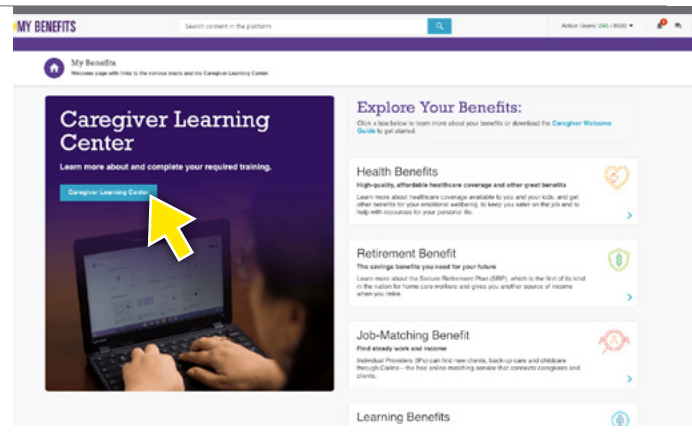 MY BENEFITS
Search content in the platform
Active Users: 245 / 6500
My Benefits
Welcome page with links to the various tracks and the Caregiver Learning Center.
Caregiver Learning
Center
Learn more about and complete your required training.
Caregiver Learning Center
Explore Your Benefits:
Click a box below to learn more about your benefits or download the Caregiver Welcome
Guide to get started.
Health Benefits
High-quality, affordable healthcare coverage and other great benefits
Learn more about healthcare coverage available to you and your kids, and get
other benefits for your emotional wellbeing, to keep you safer on the job and to
help with resources for your personal life.
Retirement Benefit
The savings benefits you need for your future
Learn more about the Secure Retirement Plan (SRP), which is the first of its kind
in the nation for home care workers and gives you another source of income
when you retire.
Job-Matching Benefit
Find steady work and income
Individual Providers (IPs) can find new clients, back-up care and childcare
through Carina – the free online matching service that connects caregivers and
clients.
Learning Benefits